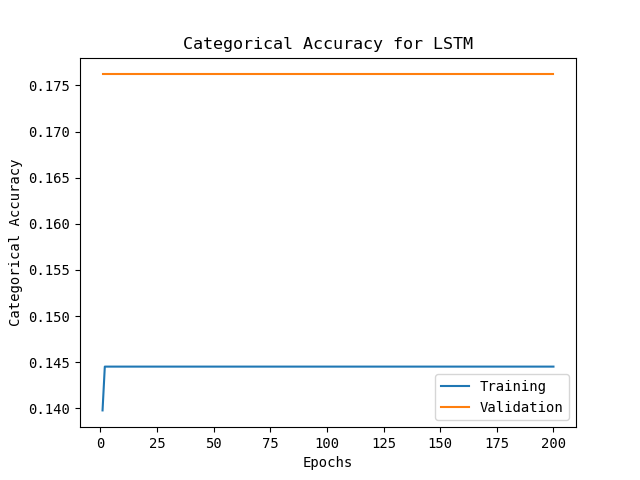 Categorical Accuracy for LSTM
Categorical Accuracy
0.175
0.170
0.165
0.160
0.155
0.150
0.145
0.140
Training
Validation
0 25 50 75 100 125 150 175 200
Epochs